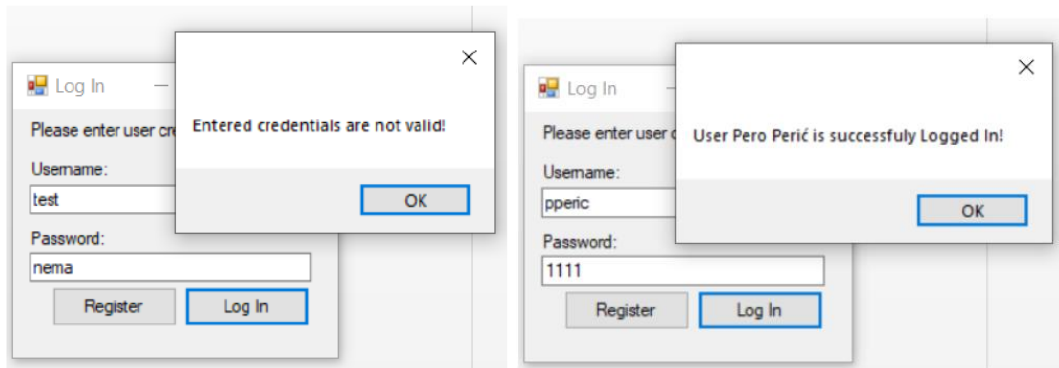 Log In
Please enter user cre
Entered credentials are not valid!
Username:
test
OK
Password:
nema
Register
Log In
Log In
Please enter user
User Pero Perić is successfuly Logged In!
Username:
pperic
OK
Password:
1111
Register
Log In